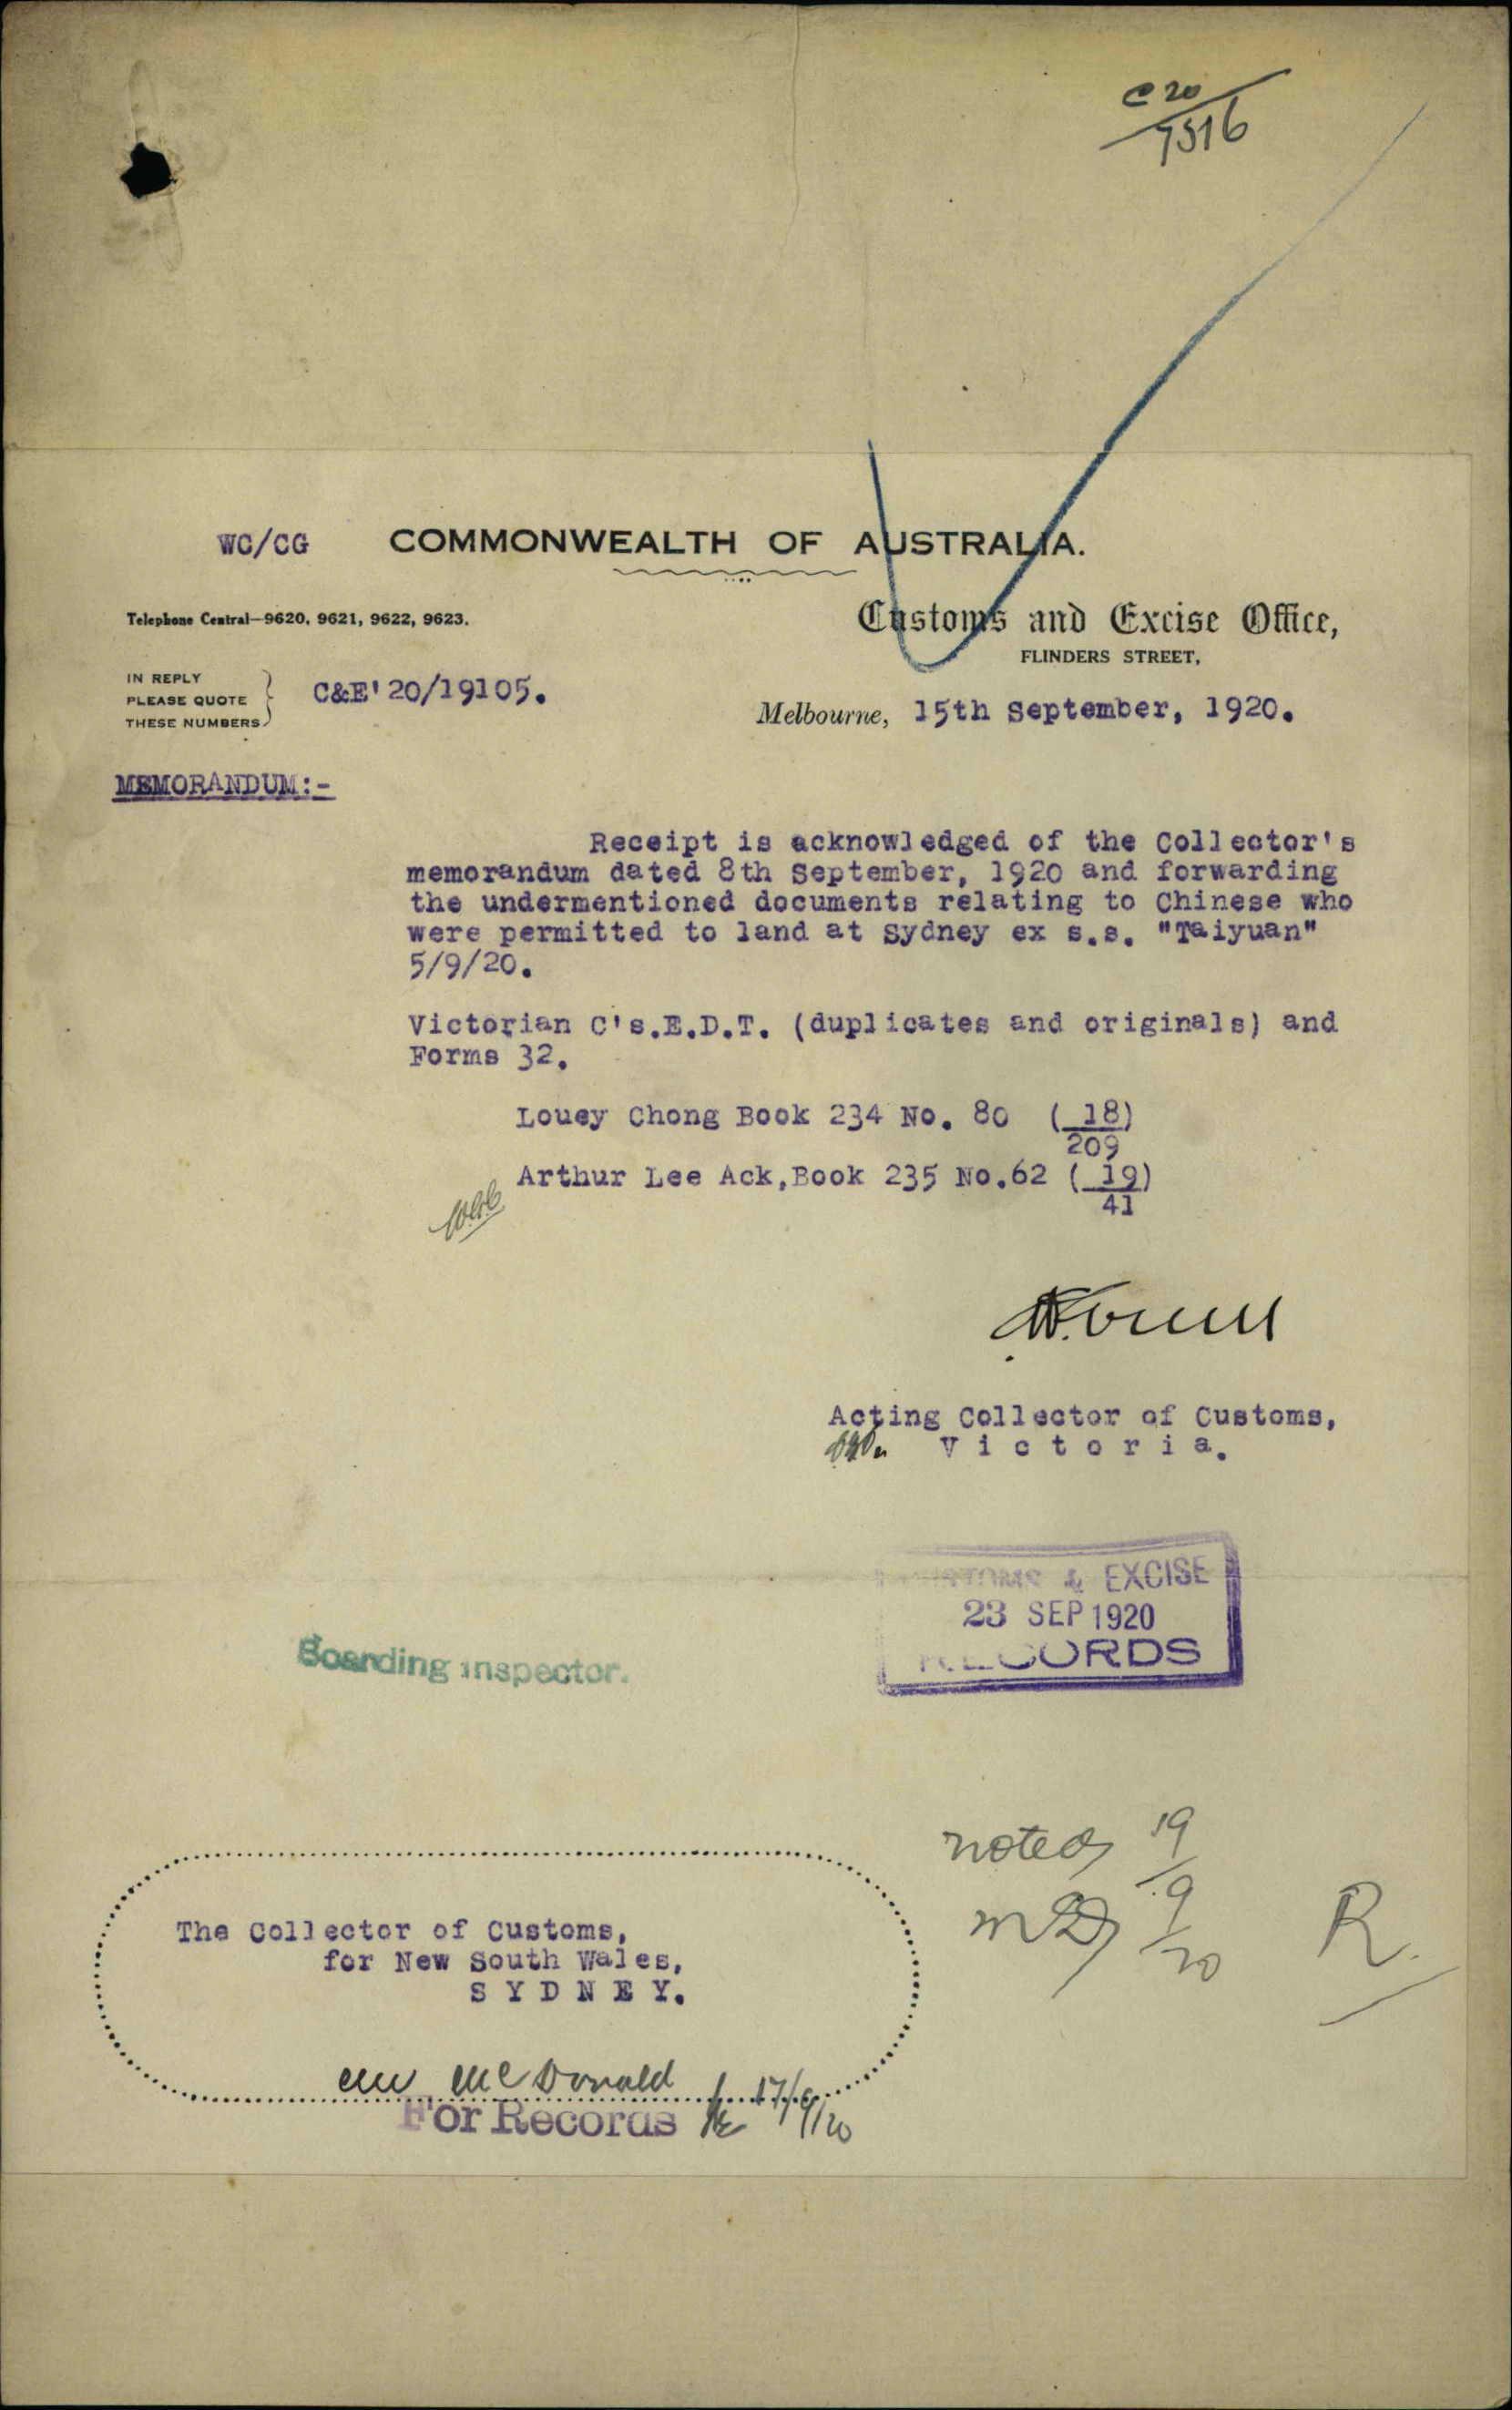 C 20
7516
WC/CG COMMONWEALTH OF AUSTRALIA.
Telephone Central—9620, 9621, 9622, 9623.
Customs and Excise Office,
FLINDERS STREET,
IN REPLY
PLEASE QUOTE
THESE NUMBERS
C&E'20/19105.
Melbourne, 15th September, 1920.
MEMORANDUM:-
Receipt is acknowledged of the Collector's
memorandum dated 8th September, 1920 and forwarding
the undermentioned documents relating to Chinese who
were permitted to land at Sydney ex s.s. "Taiyuan"
5/9/20.
Victorian C's.E.D.T. (duplicates and originals) and
Forms 32.
Louey Chong Book 234 No. 80 ( 18)
209
Arthur Lee Ack, Book 235 No.62 ( 19)
41
Acting Collector of Customs,
Victoria.
CUSTOMS & EXCISE
23 SEP 1920
RECORDS
Boarding Inspector.
noted 19
9
20
R.
The Collector of Customs,
for New South Wales,
SYDNEY.
McDonald
17/9/20
For Records